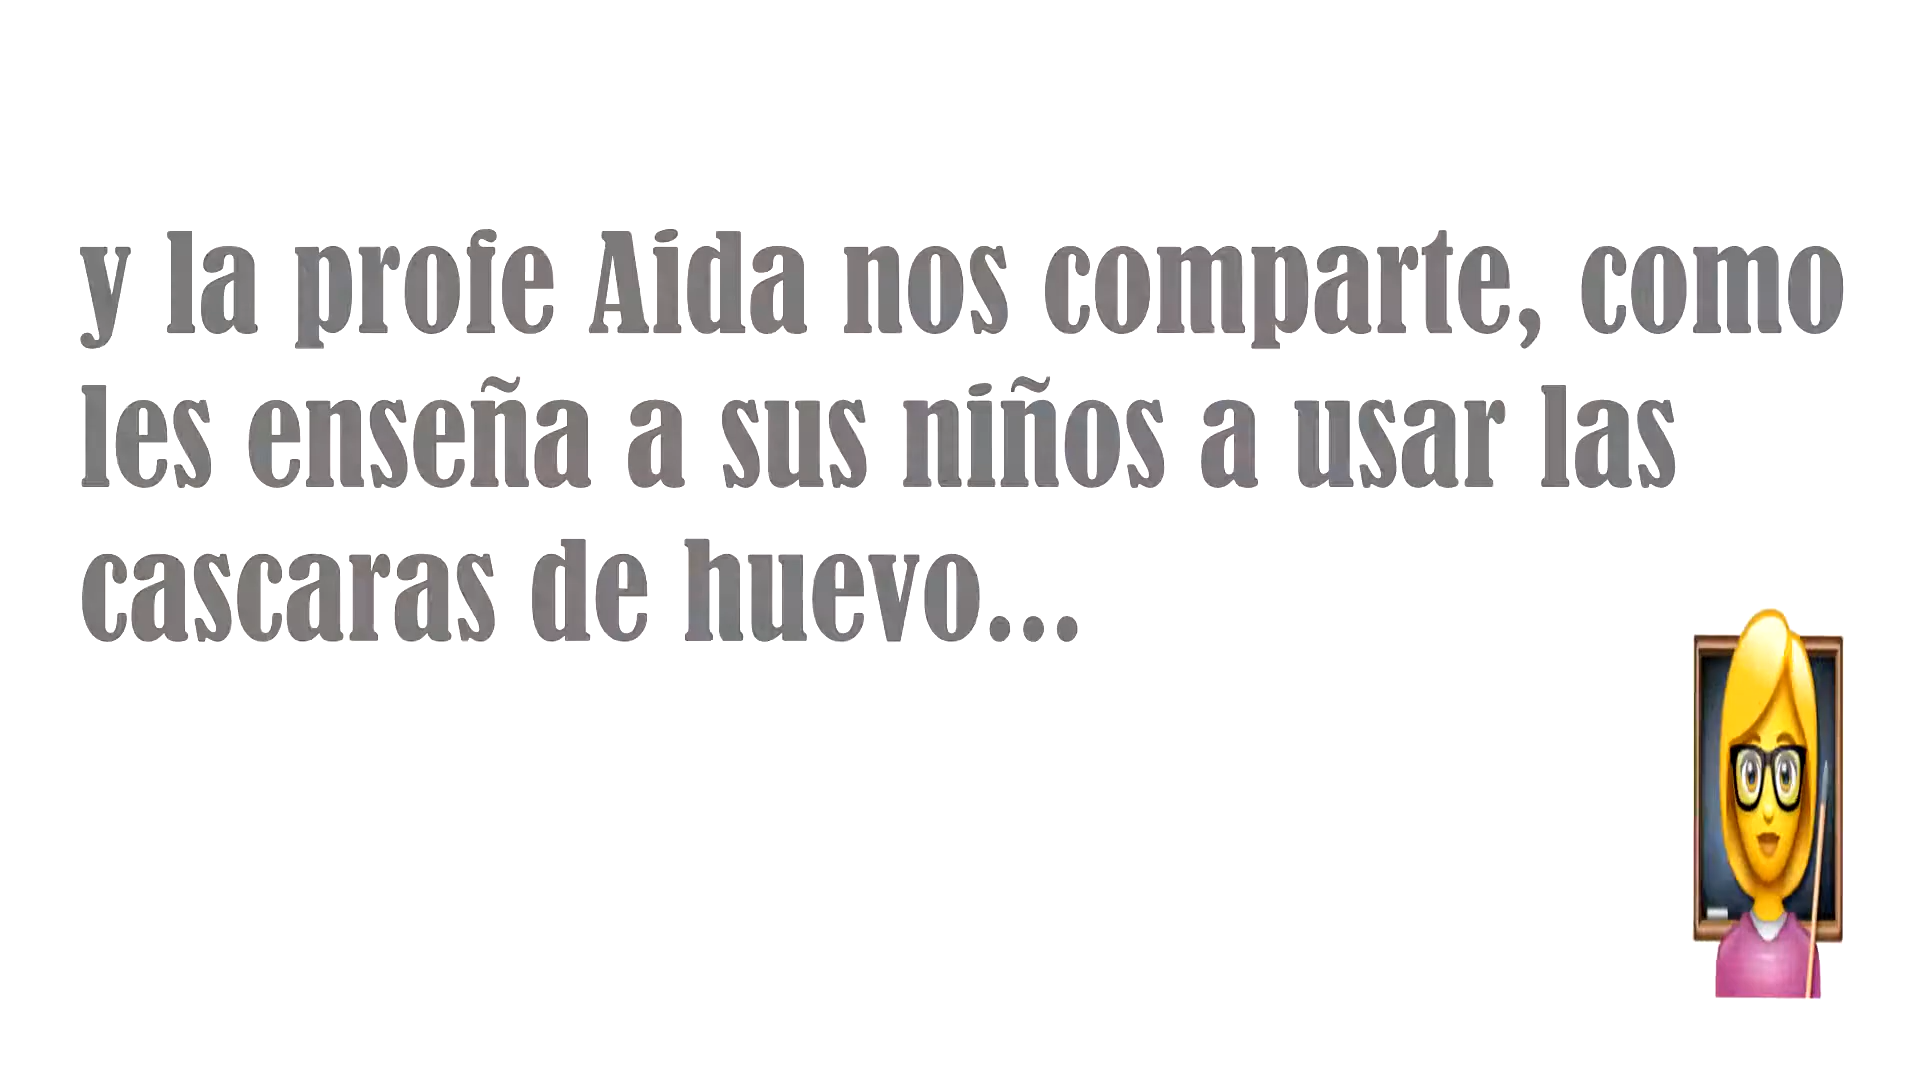 y la profe Aida nos comparte, como
les enseña a sus niños a usar las
cascaras de huevo...